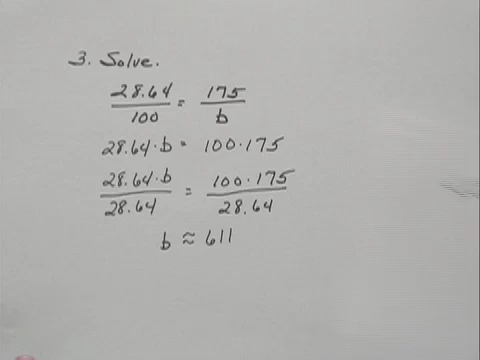 3. Solve.
28.64/100 = 175/b
28.64·b = 100·175
28.64·b/28.64 = 100·175/28.64
b ≈ 611